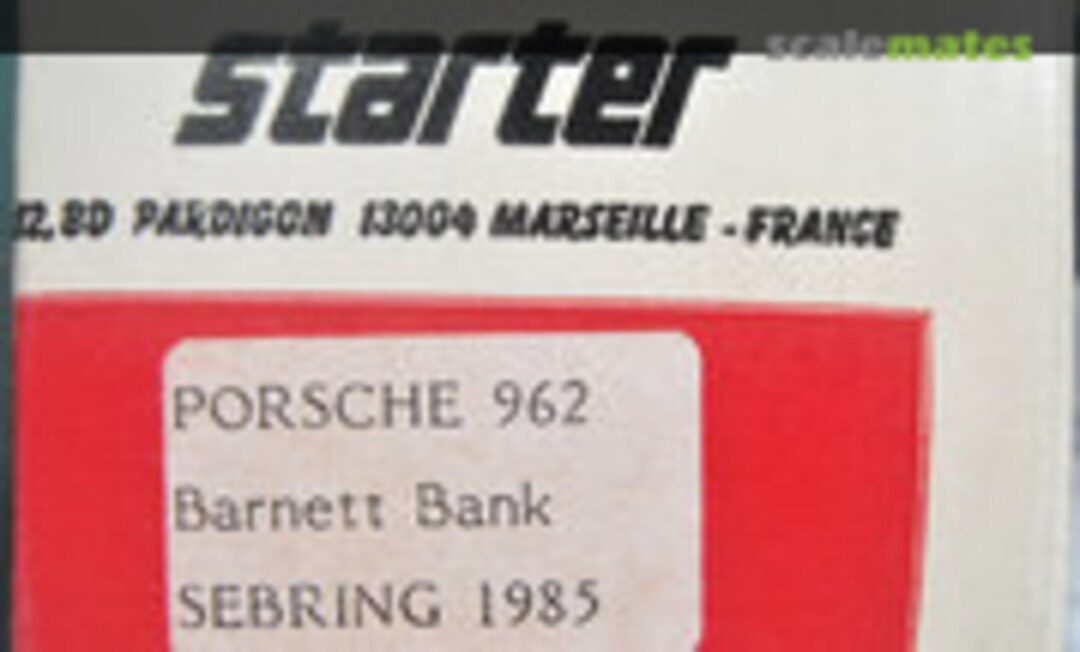 scalemates
starter
12, BD PARDIGON 13004 MARSEILLE - FRANCE
PORSCHE 962
Barnett Bank
SEBRING 1985